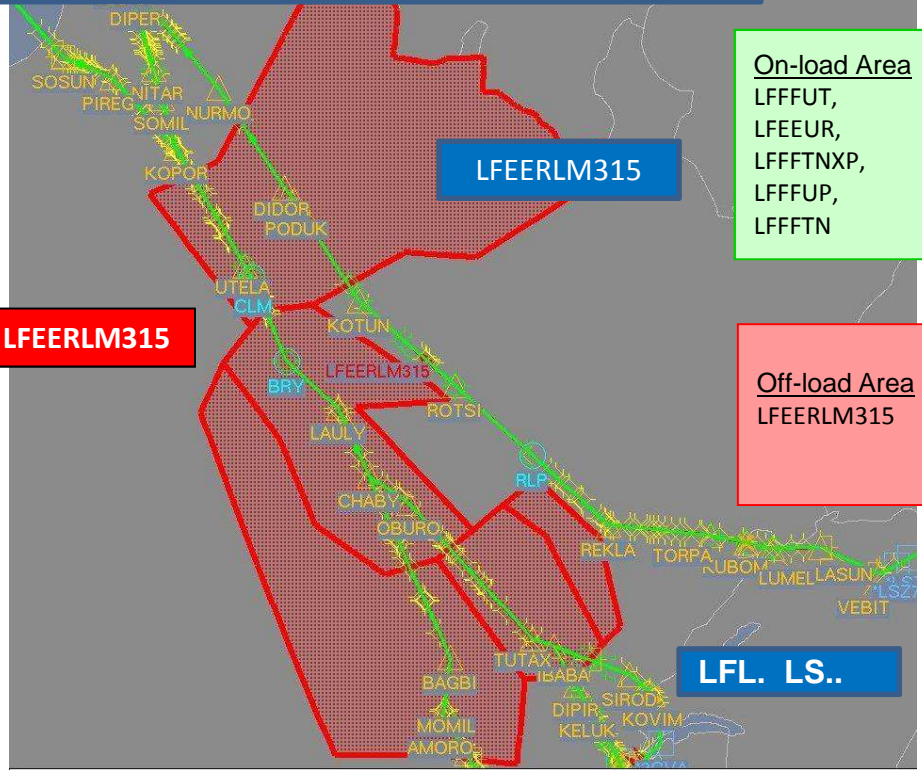 DIPER
SOSUN
PIREG
NITAR
SOMIL
NURMO
KOPOR
LFEERLM315
DIDOR
PODUK
UTELA
CLM
KOTUN
LFEERLM315
BRY
LFEERLM315
ROTSI
LAULY
RLP
CHABY
OBURO
REKLA
TORPA
LUMEL
LASUN
VEBIT
TUTAX
IBABA
BAGBI
SIROD
DIPIR
KOVIM
MOMIL
KELUK
AMORO
LFL. LS..
On-load Area
LFFFUT,
LFEEUR,
LFFFTNXP,
LFFFUP,
LFFFTN
Off-load Area
LFEERLM315